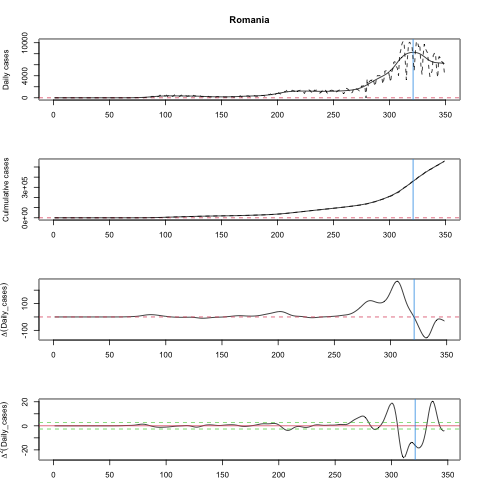 Romania
Daily cases
0 4000 10000
0 50 100 150 200 250 300 350
Culmulative cases
0e+00 3e+05
0 50 100 150 200 250 300 350
Δ(Daily_cases)
-100 100
0 50 100 150 200 250 300 350
Δ²(Daily_cases)
-20 0 20
0 50 100 150 200 250 300 350